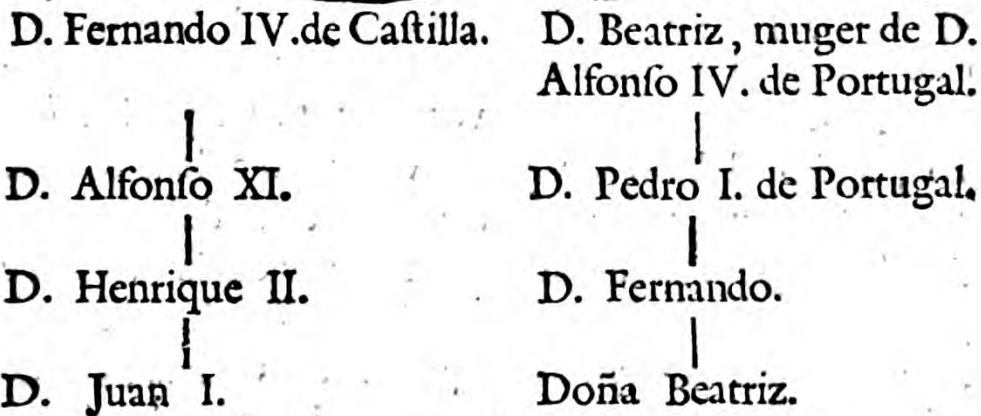 D. Fernando IV.de Caſtilla.
D. Alfonſo XI.
D. Henrique II.
D. Juan I.
D. Beatriz, muger de D.
Alfonſo IV. de Portugal.
D. Pedro I. de Portugal.
D. Fernando.
Doña Beatriz.